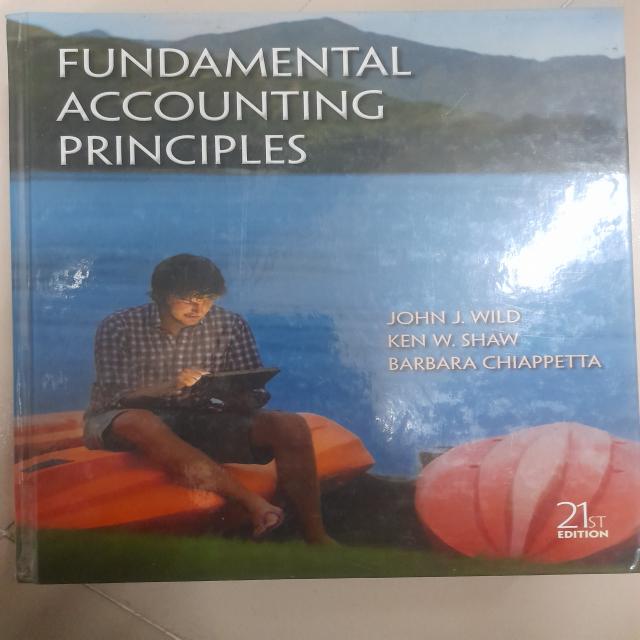 FUNDAMENTAL
ACCOUNTING
PRINCIPLES
JOHN J. WILD
KEN W. SHAW
BARBARA CHIAPPETTA
21ST
EDITION